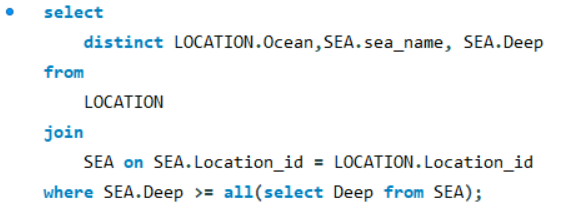 select
distinct LOCATION.Ocean,SEA.sea_name, SEA.Deep
from
LOCATION
join
SEA on SEA.Location_id = LOCATION.Location_id
where SEA.Deep >= all(select Deep from SEA);